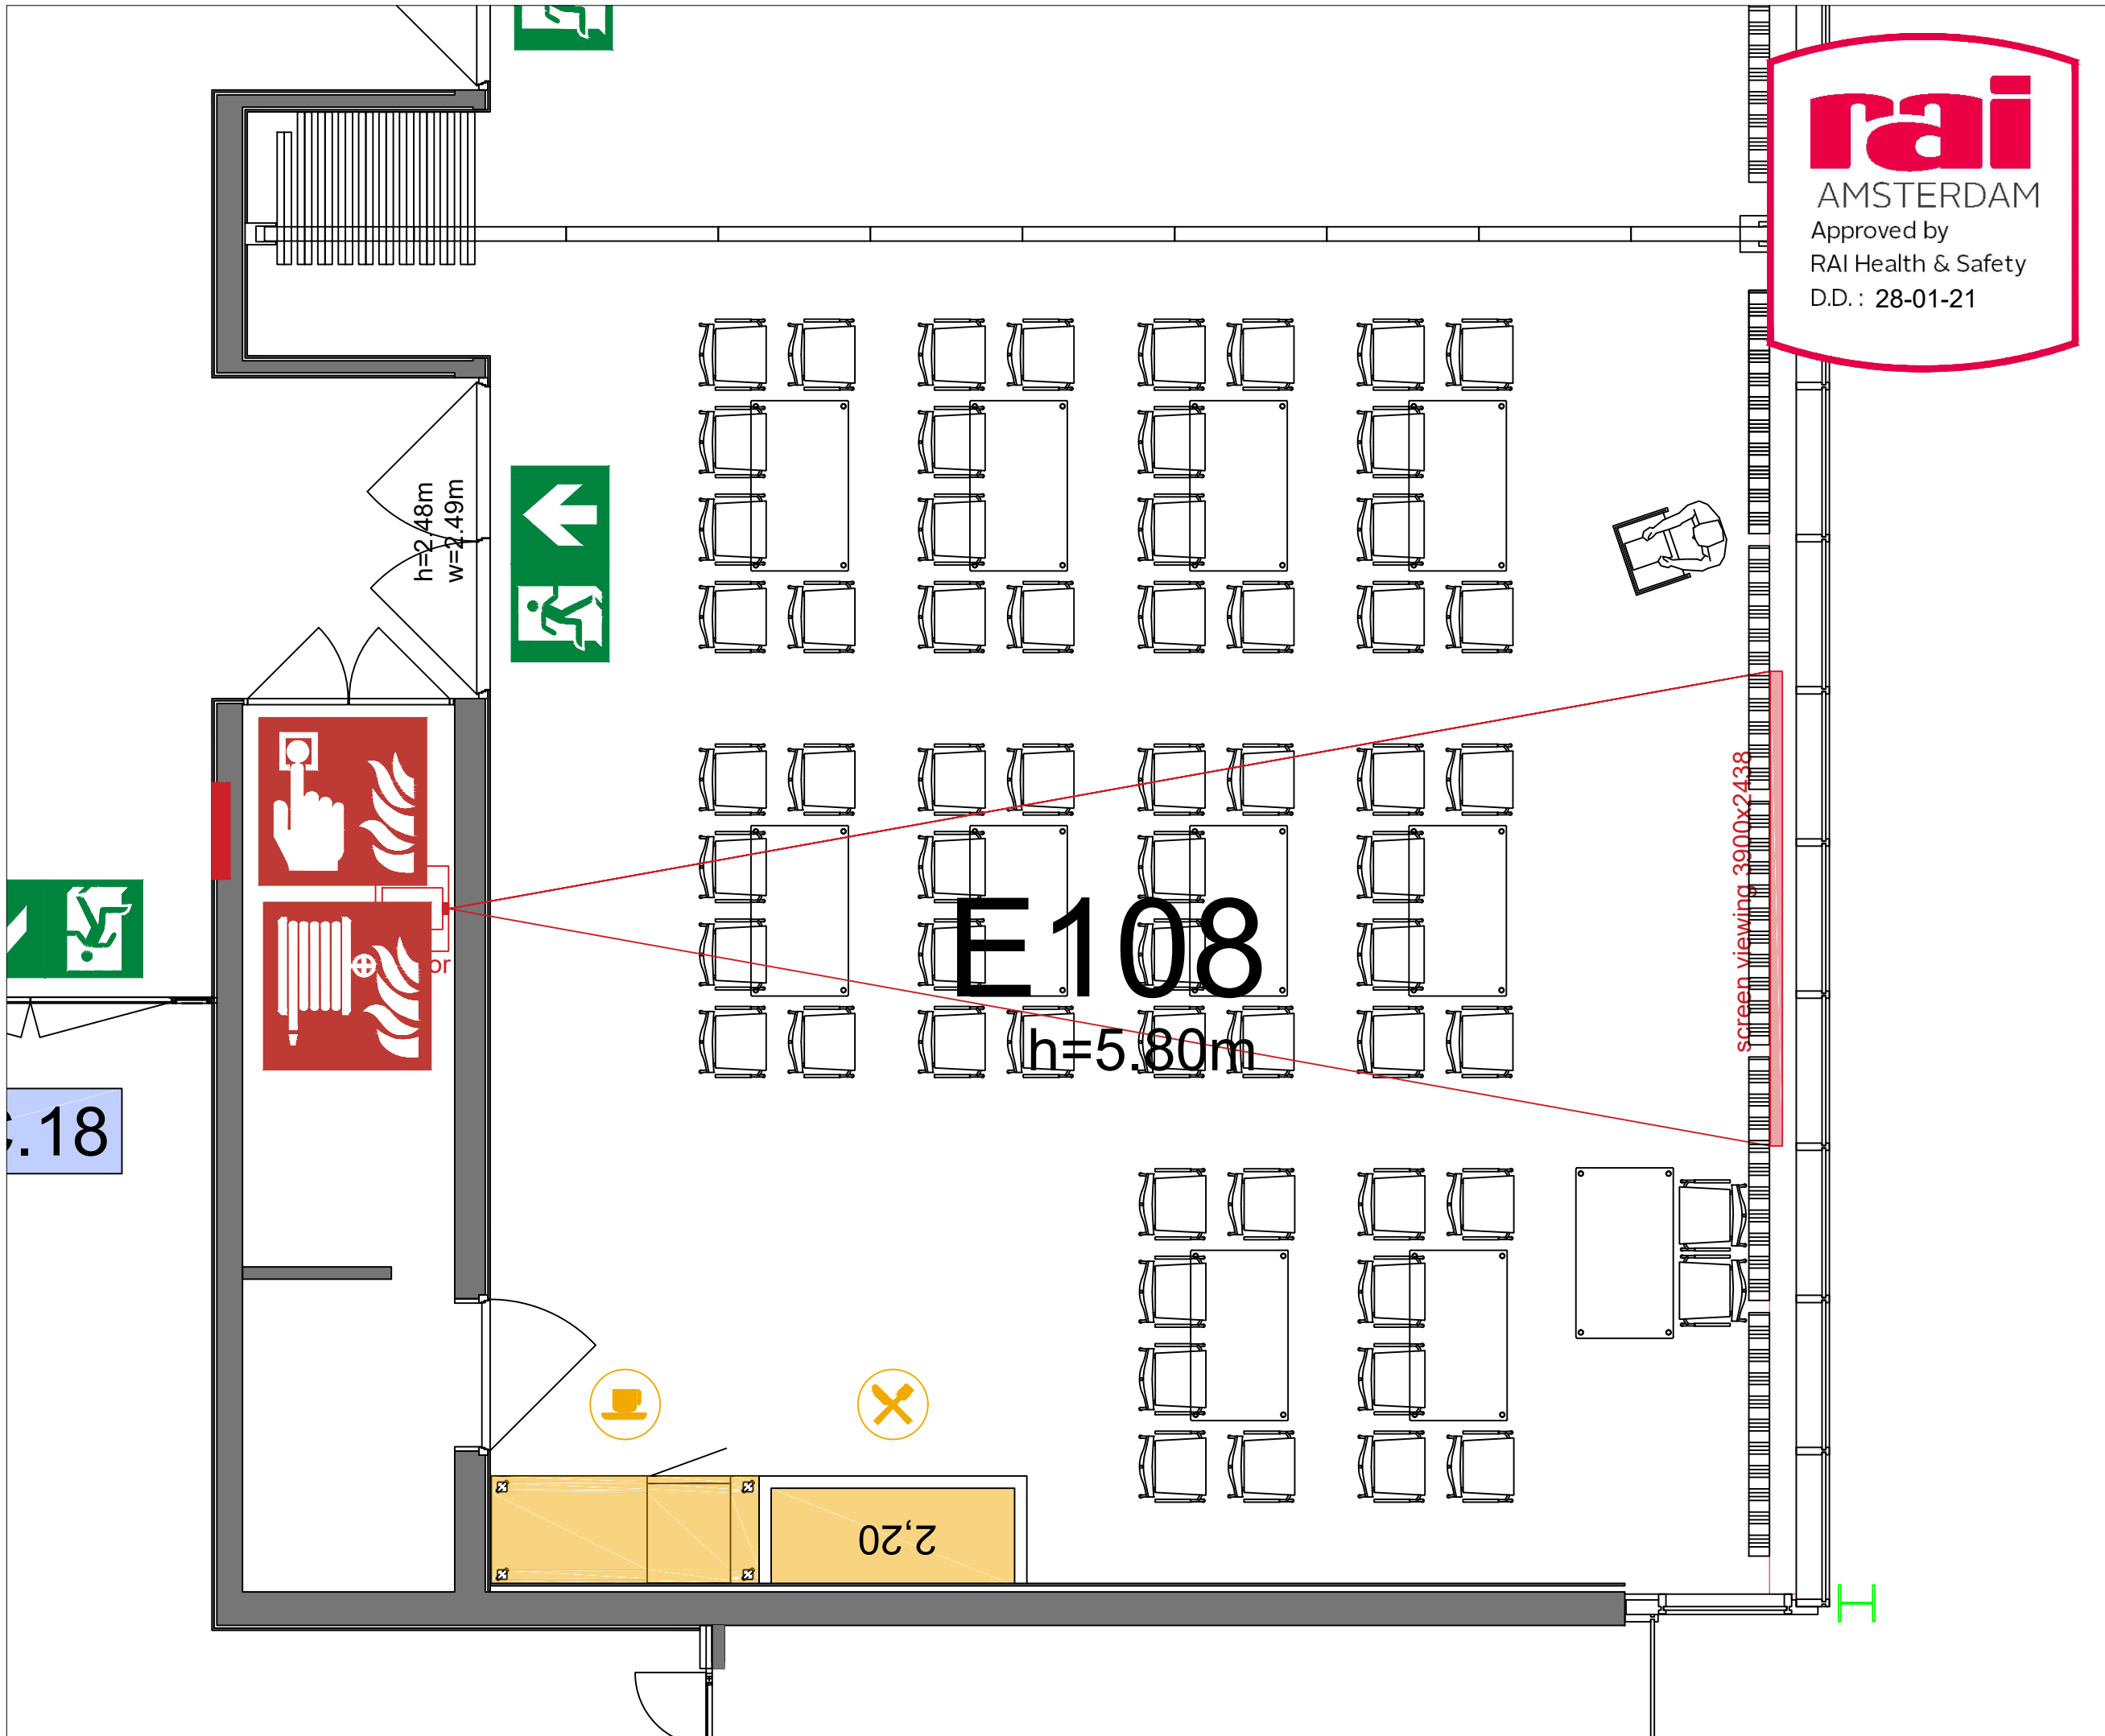 rai
AMSTERDAM
Approved by
RAI Health & Safety
D.D. : 28-01-21
h=2.48m
w=2.49m
screen viewing 3900x2438
or
E108
h=5.80m
.18
2,20
H